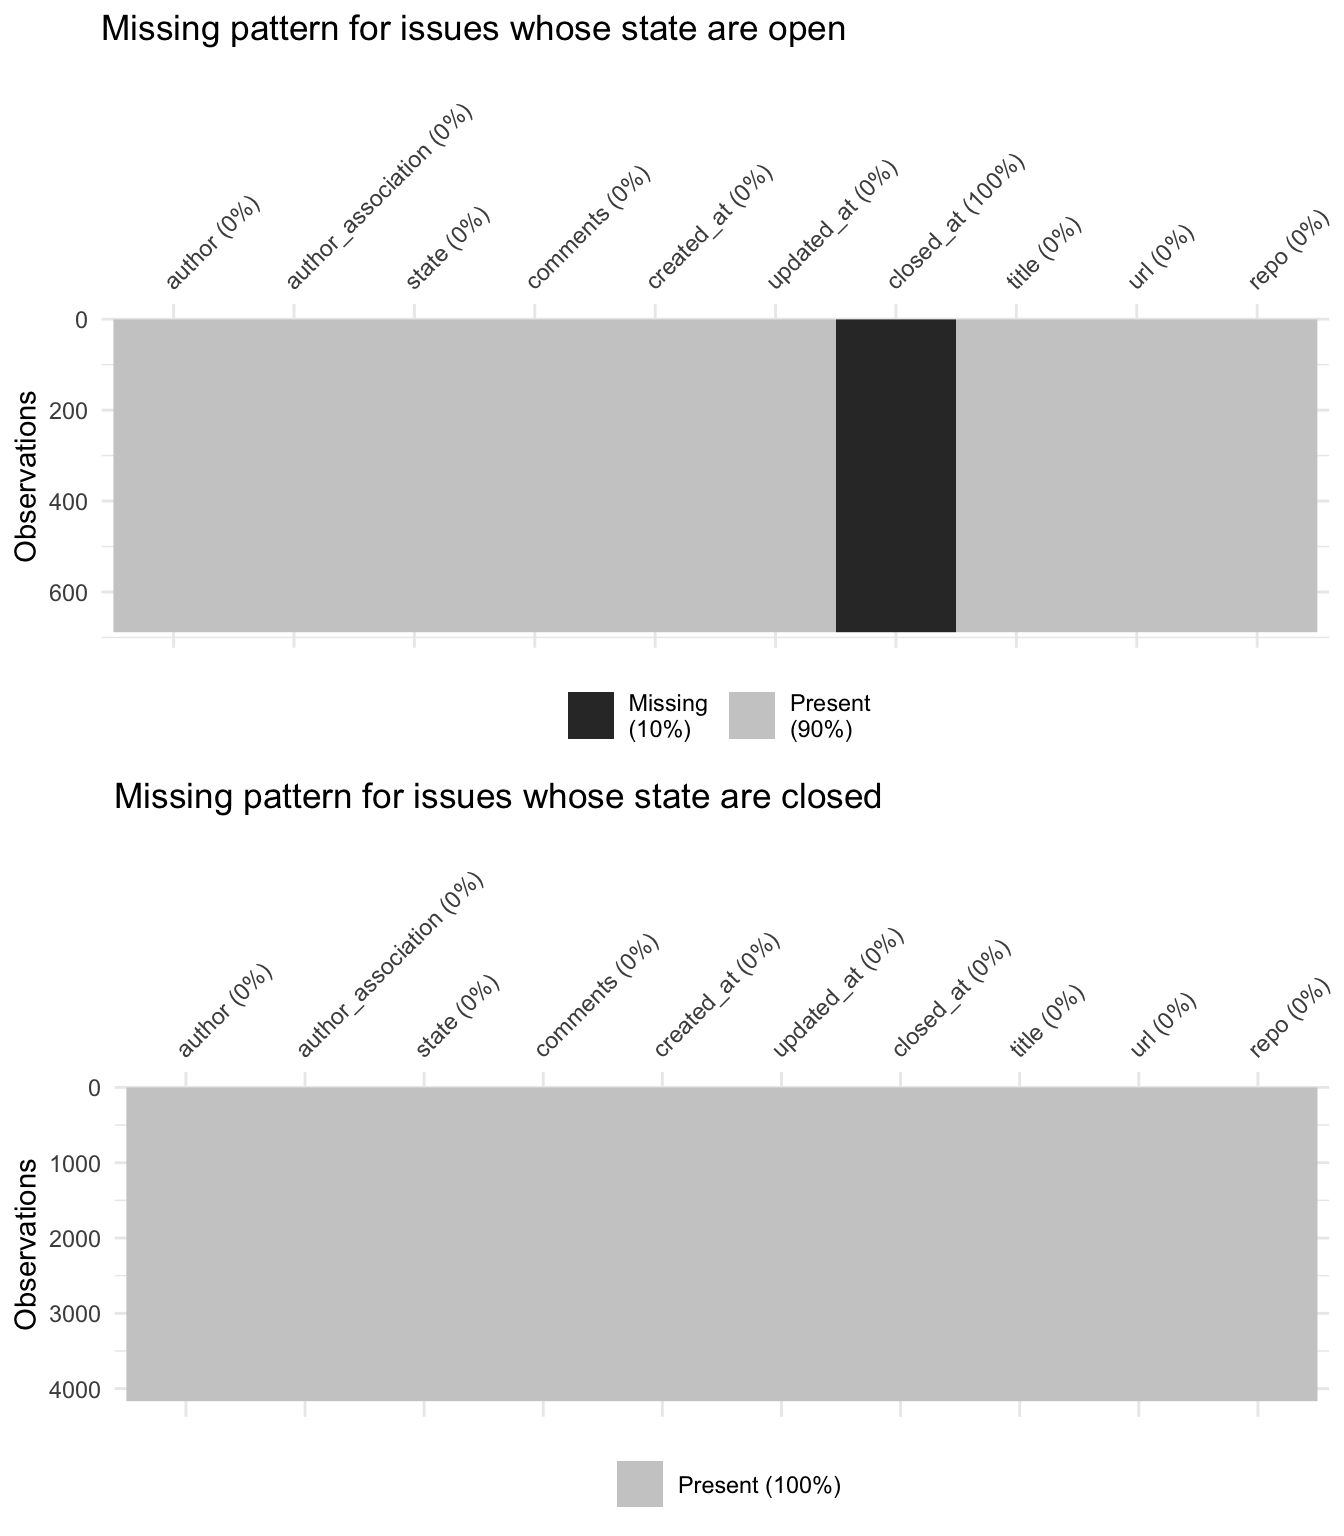 Missing pattern for issues whose state are open
author (0%)
author_association (0%)
state (0%)
comments (0%)
created_at (0%)
updated_at (0%)
closed_at (100%)
title (0%)
url (0%)
repo (0%)
Observations
0
200
400
600
Missing
(10%)
Present
(90%)
Missing pattern for issues whose state are closed
author (0%)
author_association (0%)
state (0%)
comments (0%)
created_at (0%)
updated_at (0%)
closed_at (0%)
title (0%)
url (0%)
repo (0%)
Observations
0
1000
2000
3000
4000
Present (100%)